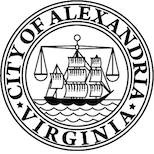 CITY OF ALEXANDRIA
★ VIRGINIA ★